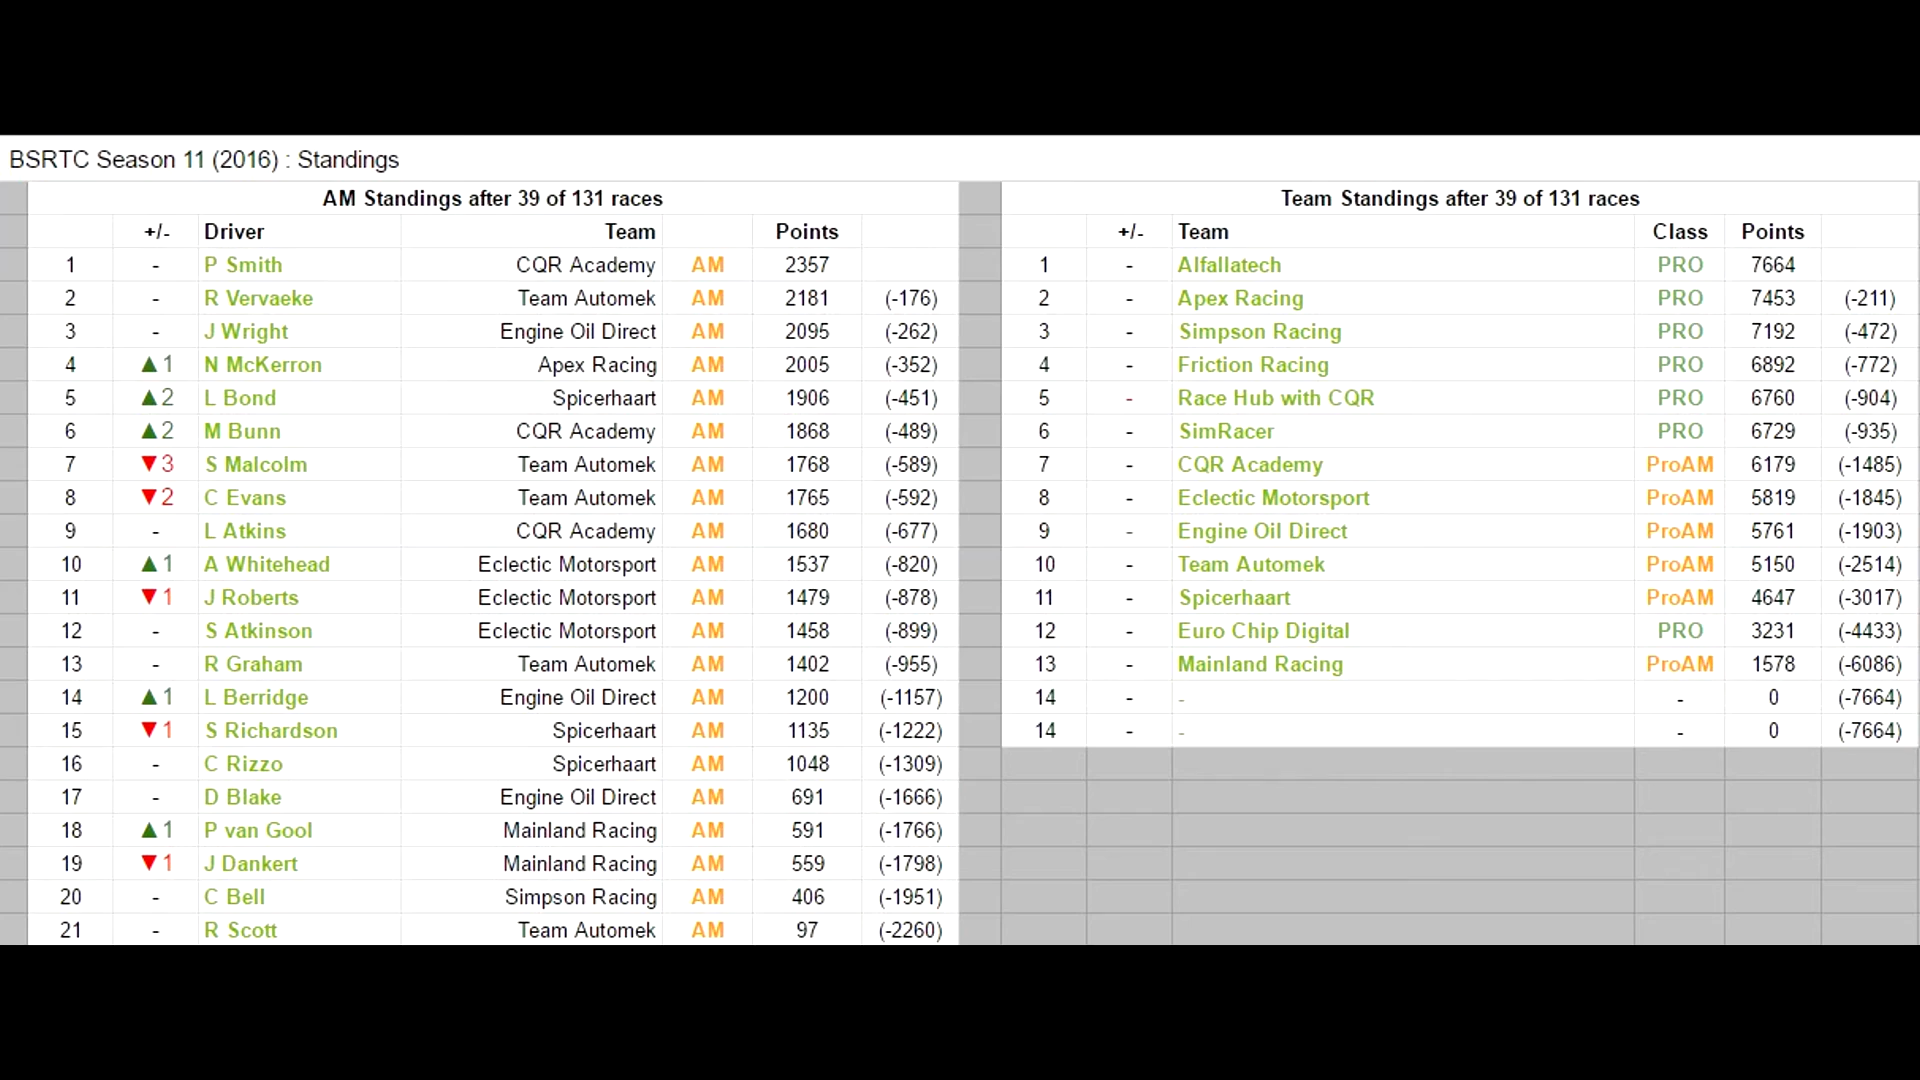 BSRTC Season 11 (2016) : Standings
AM Standings after 39 of 131 races
+/- Driver Team Points
1 - P Smith CQR Academy AM 2357
2 - R Vervaeke Team Automek AM 2181 (-176)
3 - J Wright Engine Oil Direct AM 2095 (-262)
4 ▲1 N McKerron Apex Racing AM 2005 (-352)
5 ▲2 L Bond Spicerhaart AM 1906 (-451)
6 ▲2 M Bunn CQR Academy AM 1868 (-489)
7 ▼3 S Malcolm Team Automek AM 1768 (-589)
8 ▼2 C Evans Team Automek AM 1765 (-592)
9 - L Atkins CQR Academy AM 1680 (-677)
10 ▲1 A Whitehead Eclectic Motorsport AM 1537 (-820)
11 ▼1 J Roberts Eclectic Motorsport AM 1479 (-878)
12 - S Atkinson Eclectic Motorsport AM 1458 (-899)
13 - R Graham Team Automek AM 1402 (-955)
14 ▲1 L Berridge Engine Oil Direct AM 1200 (-1157)
15 ▼1 S Richardson Spicerhaart AM 1135 (-1222)
16 - C Rizzo Spicerhaart AM 1048 (-1309)
17 - D Blake Engine Oil Direct AM 691 (-1666)
18 ▲1 P van Gool Mainland Racing AM 591 (-1766)
19 ▼1 J Dankert Mainland Racing AM 559 (-1798)
20 - C Bell Simpson Racing AM 406 (-1951)
21 - R Scott Team Automek AM 97 (-2260)
Team Standings after 39 of 131 races
+/- Team Class Points
1 - Alfallatech PRO 7664
2 - Apex Racing PRO 7453 (-211)
3 - Simpson Racing PRO 7192 (-472)
4 - Friction Racing PRO 6892 (-772)
5 - Race Hub with CQR PRO 6760 (-904)
6 - SimRacer PRO 6729 (-935)
7 - CQR Academy ProAM 6179 (-1485)
8 - Eclectic Motorsport ProAM 5819 (-1845)
9 - Engine Oil Direct ProAM 5761 (-1903)
10 - Team Automek ProAM 5150 (-2514)
11 - Spicerhaart ProAM 4647 (-3017)
12 - Euro Chip Digital PRO 3231 (-4433)
13 - Mainland Racing ProAM 1578 (-6086)
14 - - - 0 (-7664)
14 - - - 0 (-7664)